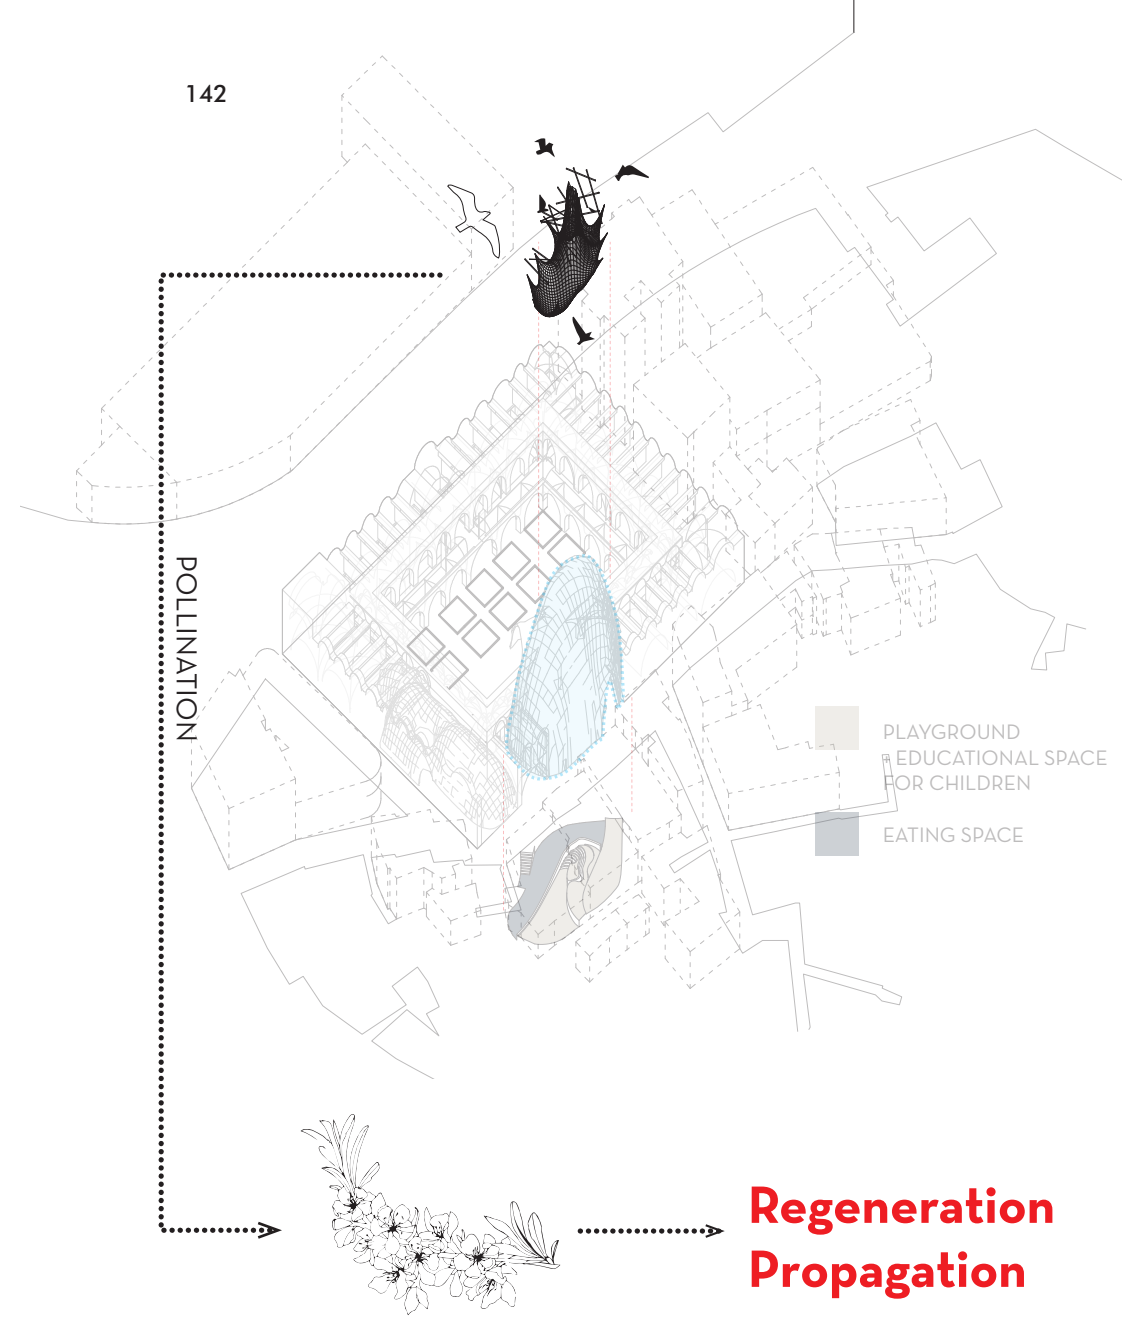 142
POLLINATION
PLAYGROUND
- EDUCATIONAL SPACE
FOR CHILDREN
EATING SPACE
Regeneration
Propagation